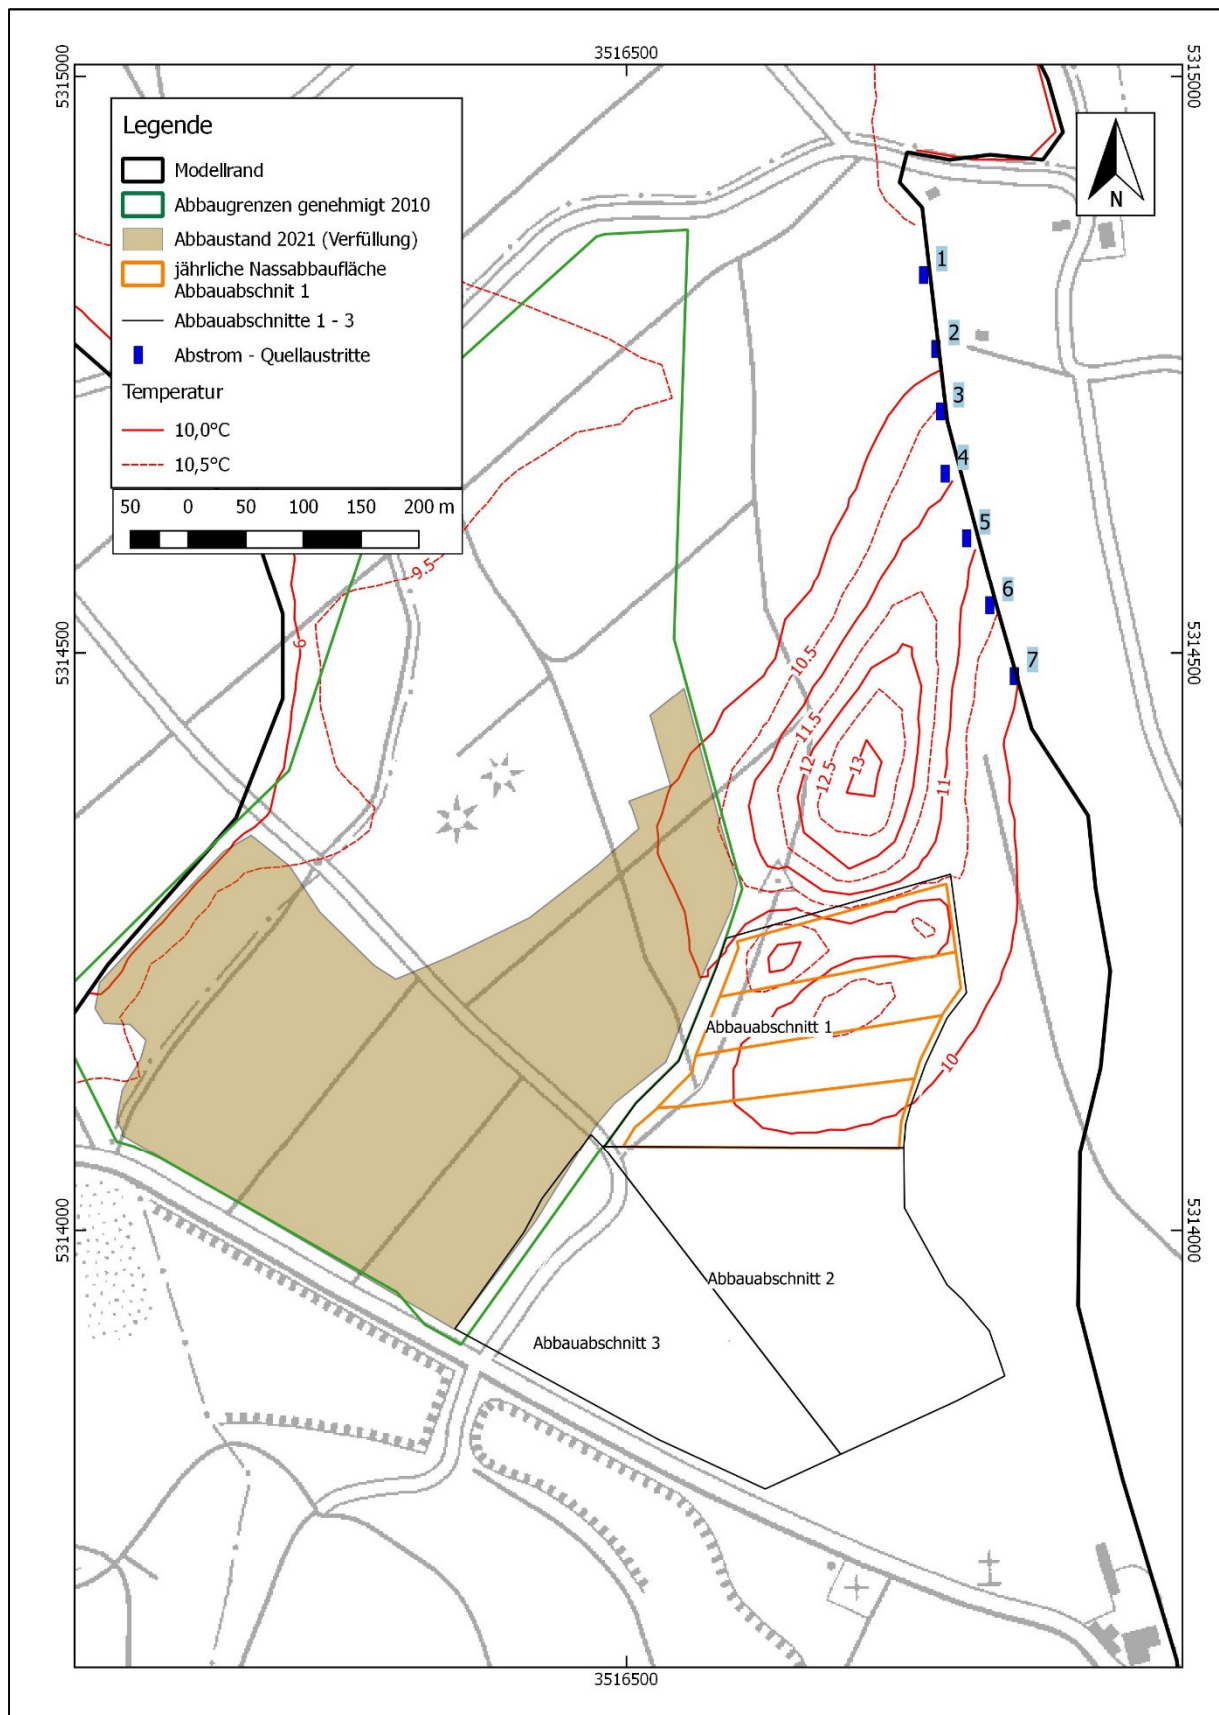 3516500
5315000
5315000
Legende
Modellrand
Abbaugrenzen genehmigt 2010
Abbaustand 2021 (Verfüllung)
jährliche Nassabbaufläche
Abbauabschnit 1
Abbauabschnitte 1 - 3
Abstrom - Quellaustritte
Temperatur
10,0°C
10,5°C
50 0 50 100 150 200 m
N
1
2
3
4
5
6
7
9.5
9
10.5
11.5
12
12.5
13
11
10
5314500
5314500
Abbauabschnitt 1
5314000
5314000
Abbauabschnitt 2
Abbauabschnitt 3
3516500